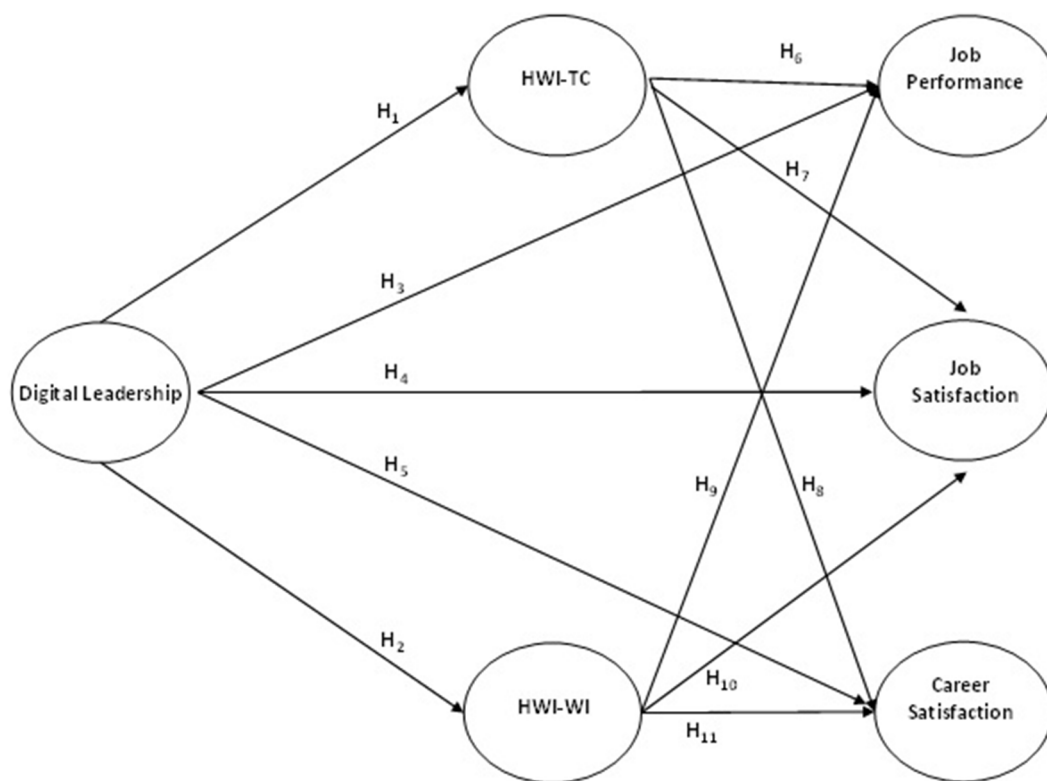 HWI-TC
H6
Job
Performance
H1
H7
H3
Digital Leadership
H4
Job
Satisfaction
H5
H9
H8
H2
H10
HWI-WI
Career
Satisfaction
H11